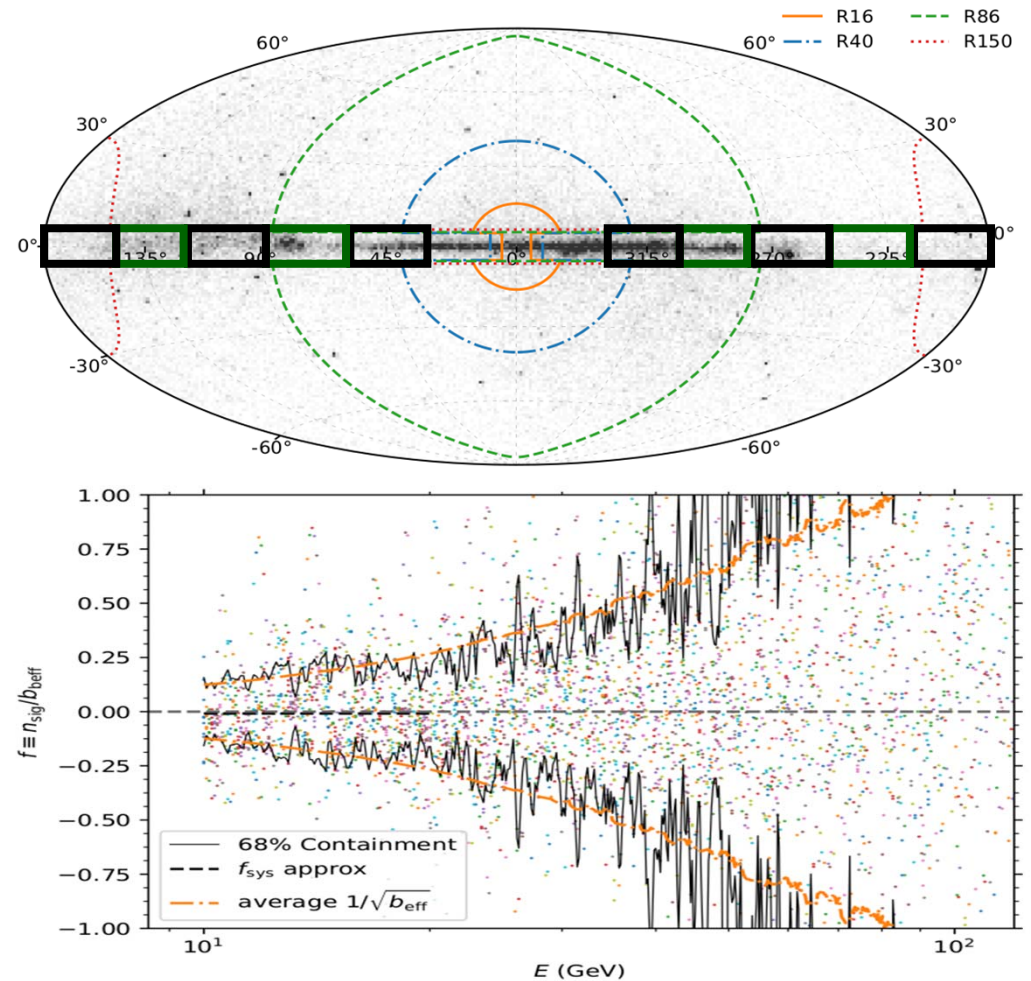 R16 R86
R40 R150
60° 60°
30° 30°
0° 135° 90° 45° 0° 315° 270° 225° 0°
-30° -30°
-60° -60°
1.00
0.75
0.50
0.25
0.00
−0.25
−0.50
−0.75
−1.00
f ≡ n_sig/b_beff
68% Containment
f_sys approx
average 1/√b_eff
10¹ 10²
E (GeV)